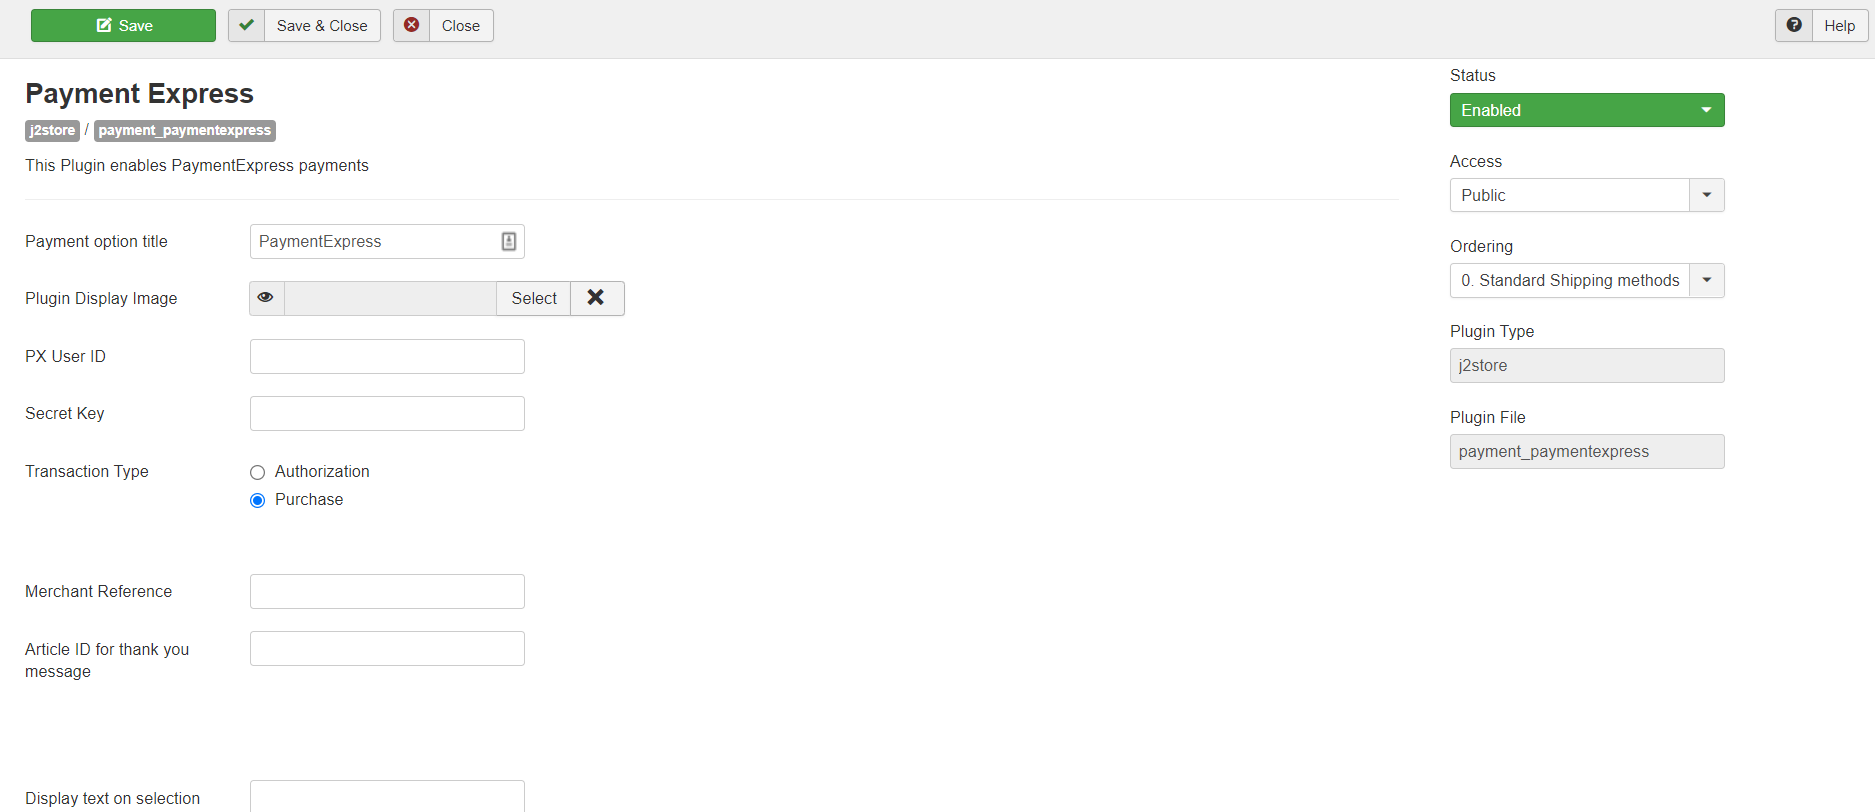 Save
Save & Close
Close
Help
Payment Express
j2store / payment_paymentexpress
This Plugin enables PaymentExpress payments
Payment option title
PaymentExpress
Plugin Display Image
Select
PX User ID
Secret Key
Transaction Type
Authorization
Purchase
Merchant Reference
Article ID for thank you
message
Display text on selection
Status
Enabled
Access
Public
Ordering
0. Standard Shipping methods
Plugin Type
j2store
Plugin File
payment_paymentexpress